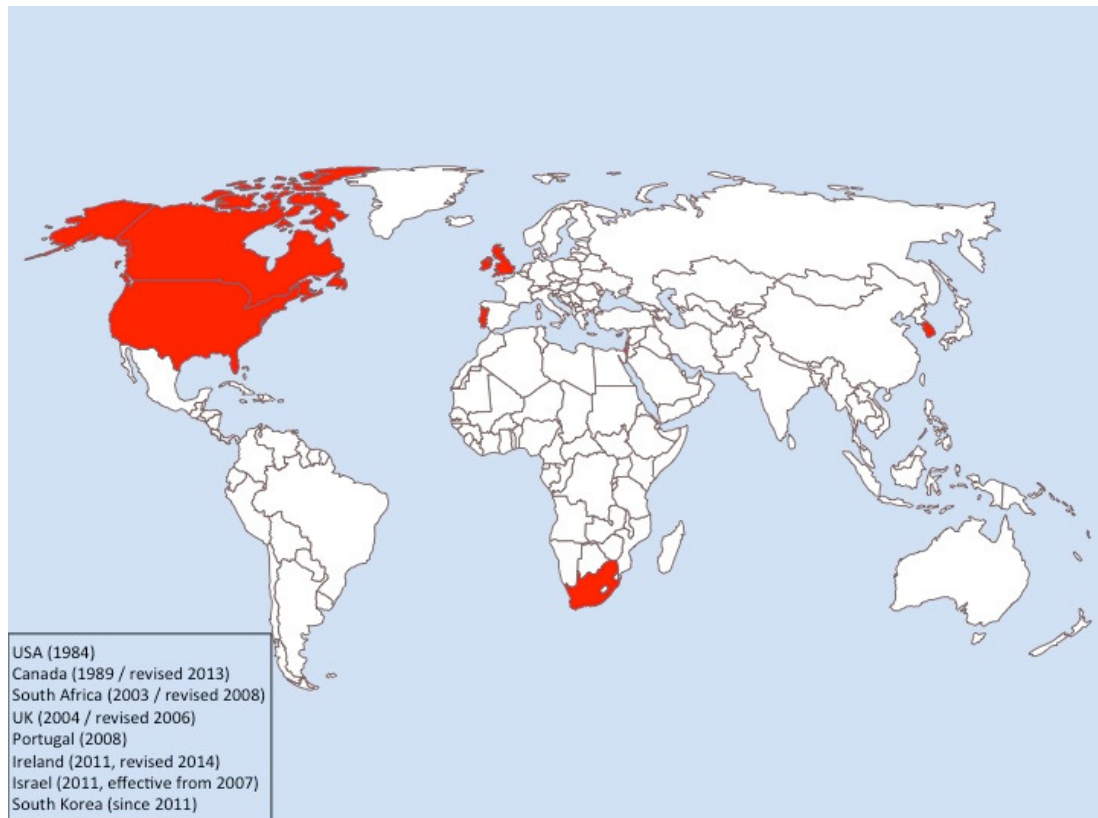 USA (1984)
Canada (1989 / revised 2013)
South Africa (2003 / revised 2008)
UK (2004 / revised 2006)
Portugal (2008)
Ireland (2011, revised 2014)
Israel (2011, effective from 2007)
South Korea (since 2011)